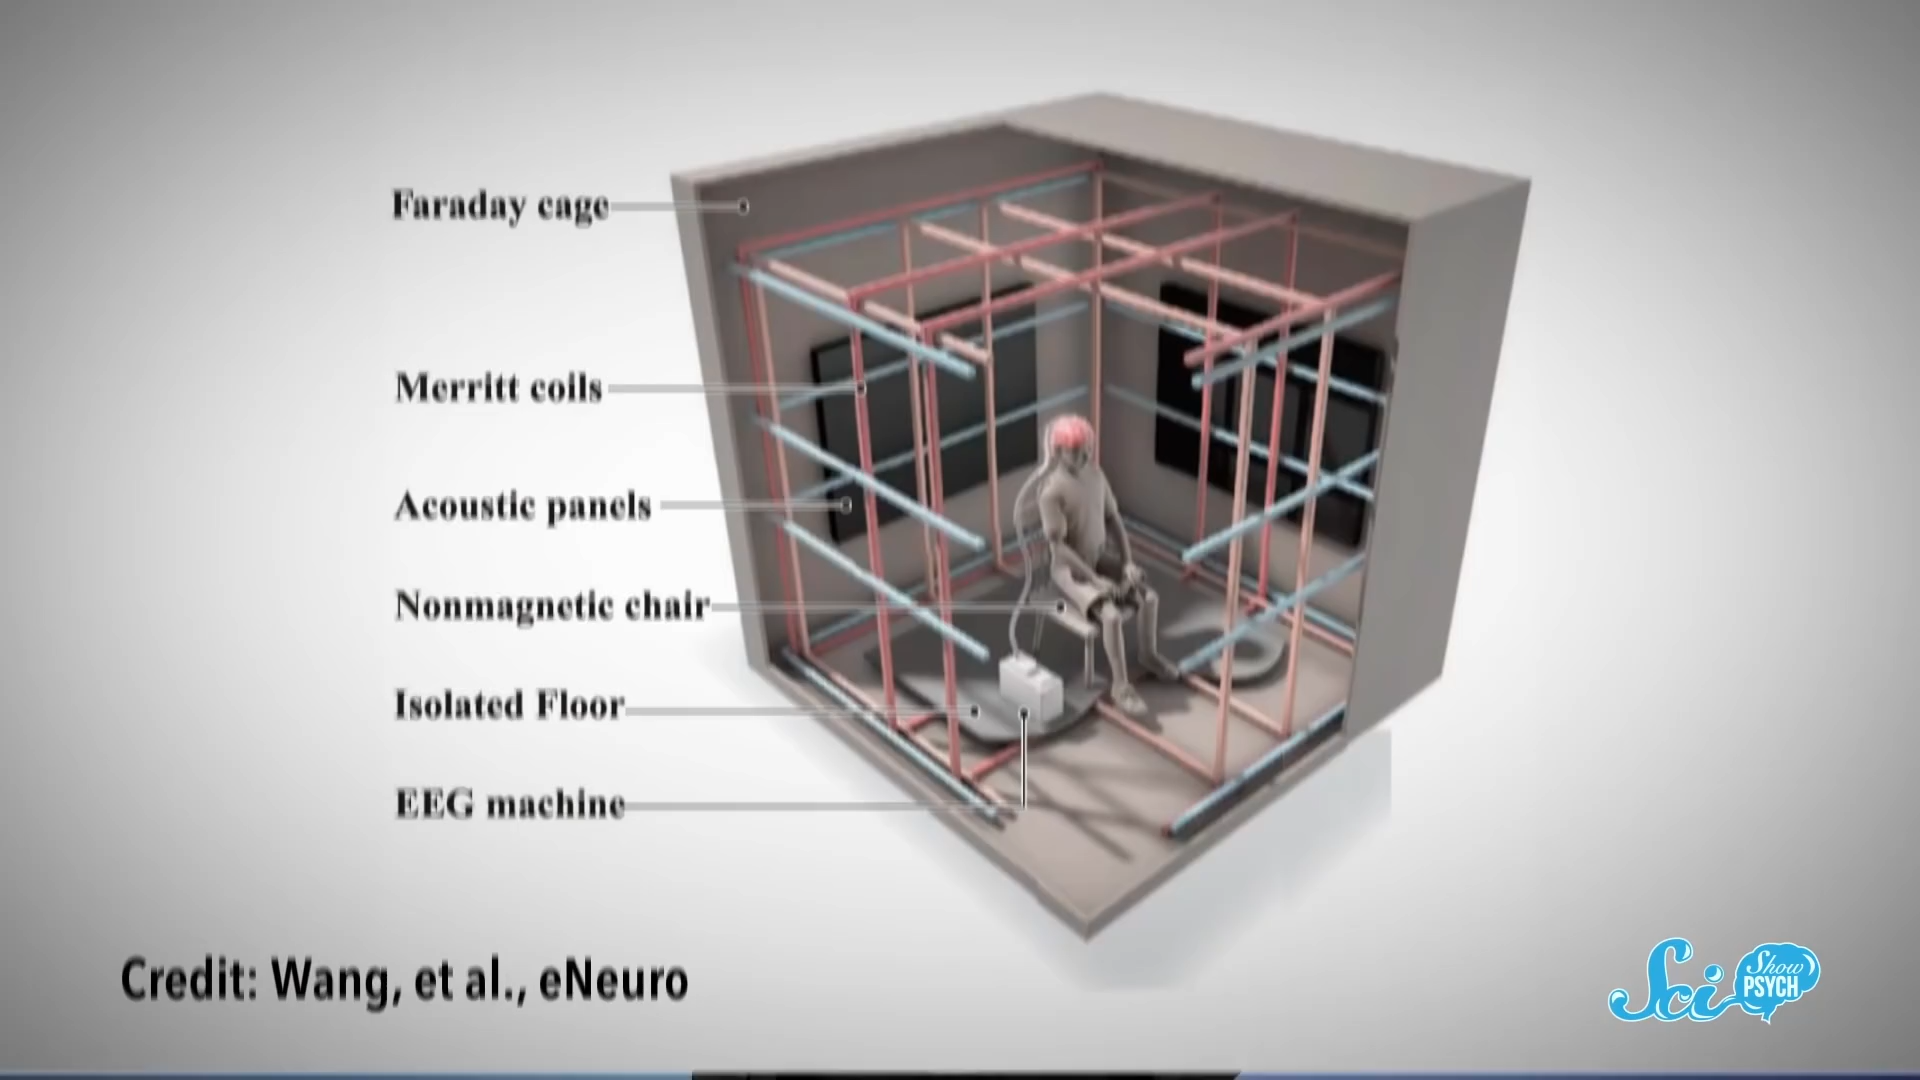 Faraday cage
Merritt coils
Acoustic panels
Nonmagnetic chair
Isolated Floor
EEG machine
Credit: Wang, et al., eNeuro
Sci Show
PSYCH